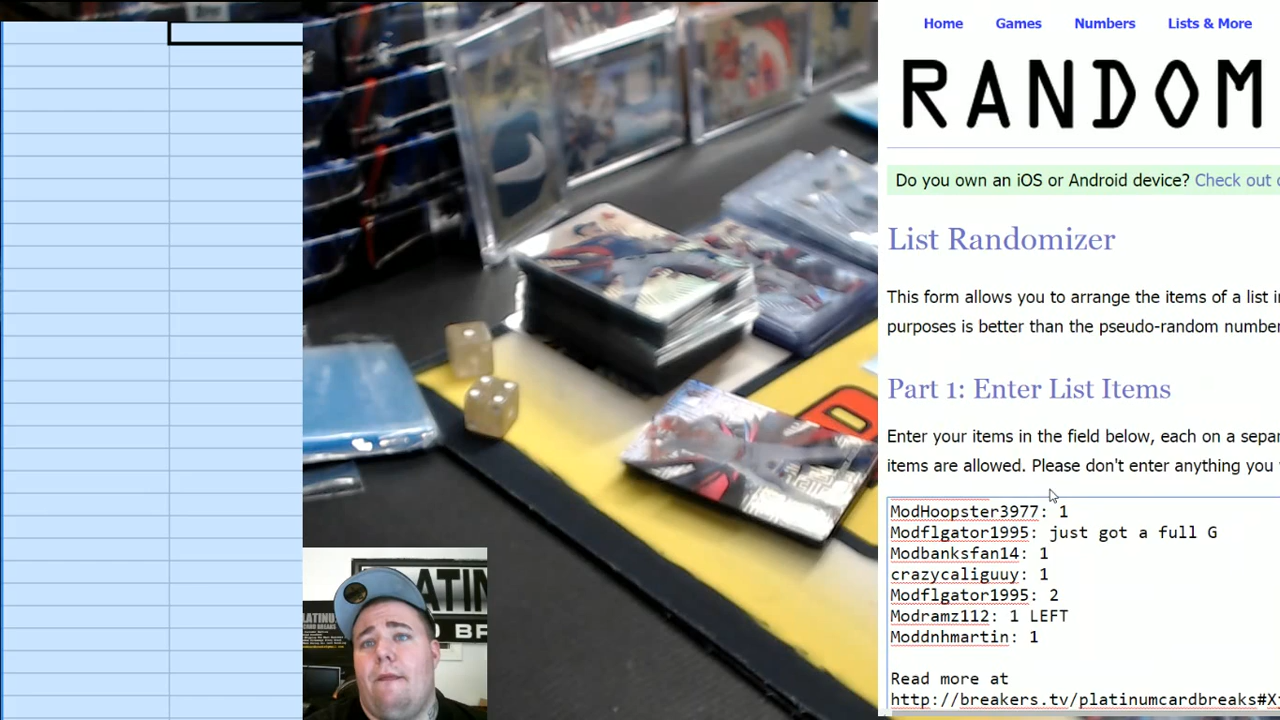 Home Games Numbers Lists & More
RANDOM
Do you own an iOS or Android device? Check out
List Randomizer
This form allows you to arrange the items of a list
purposes is better than the pseudo-random number
Part 1: Enter List Items
Enter your items in the field below, each on a
items are allowed. Please don't enter anything you
ModHoopster3977: 1
Modflgator1995: just got a full G
Modbanksfan14: 1
crazycaliguuy: 1
Modflgator1995: 2
Modramz112: 1 LEFT
Moddnhmartin: 1
Read more at
http://breakers.tv/platinumcardbreaks#X